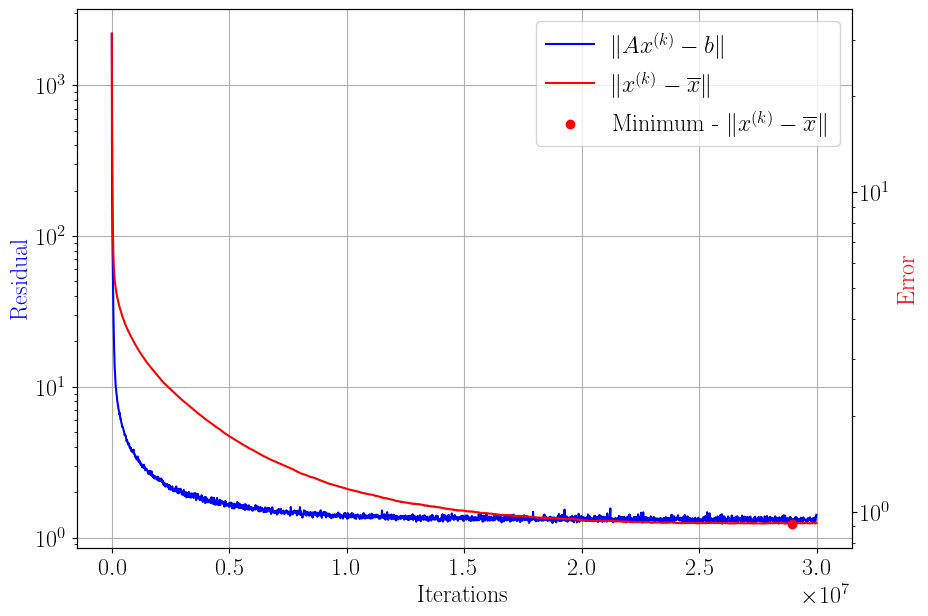 ‖Ax^(k) − b‖
‖x^(k) − x̅‖
Minimum - ‖x^(k) − x̅‖
Residual
10^3
10^2
10^1
10^0
Error
10^1
10^0
0.0 0.5 1.0 1.5 2.0 2.5 3.0
Iterations
×10^7